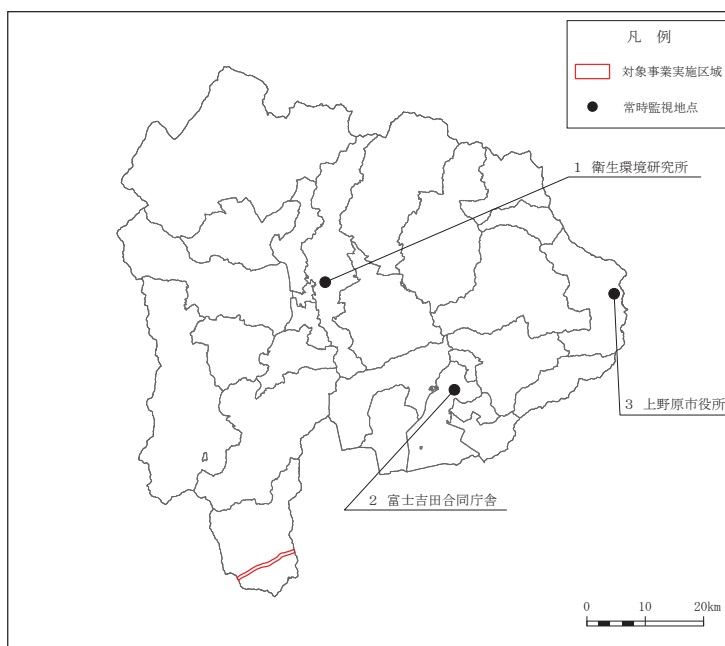 凡 例
対象事業実施区域
常時監視地点
1 衛生環境研究所
3 上野原市役所
2 富士吉田合同庁舎
0 10 20km